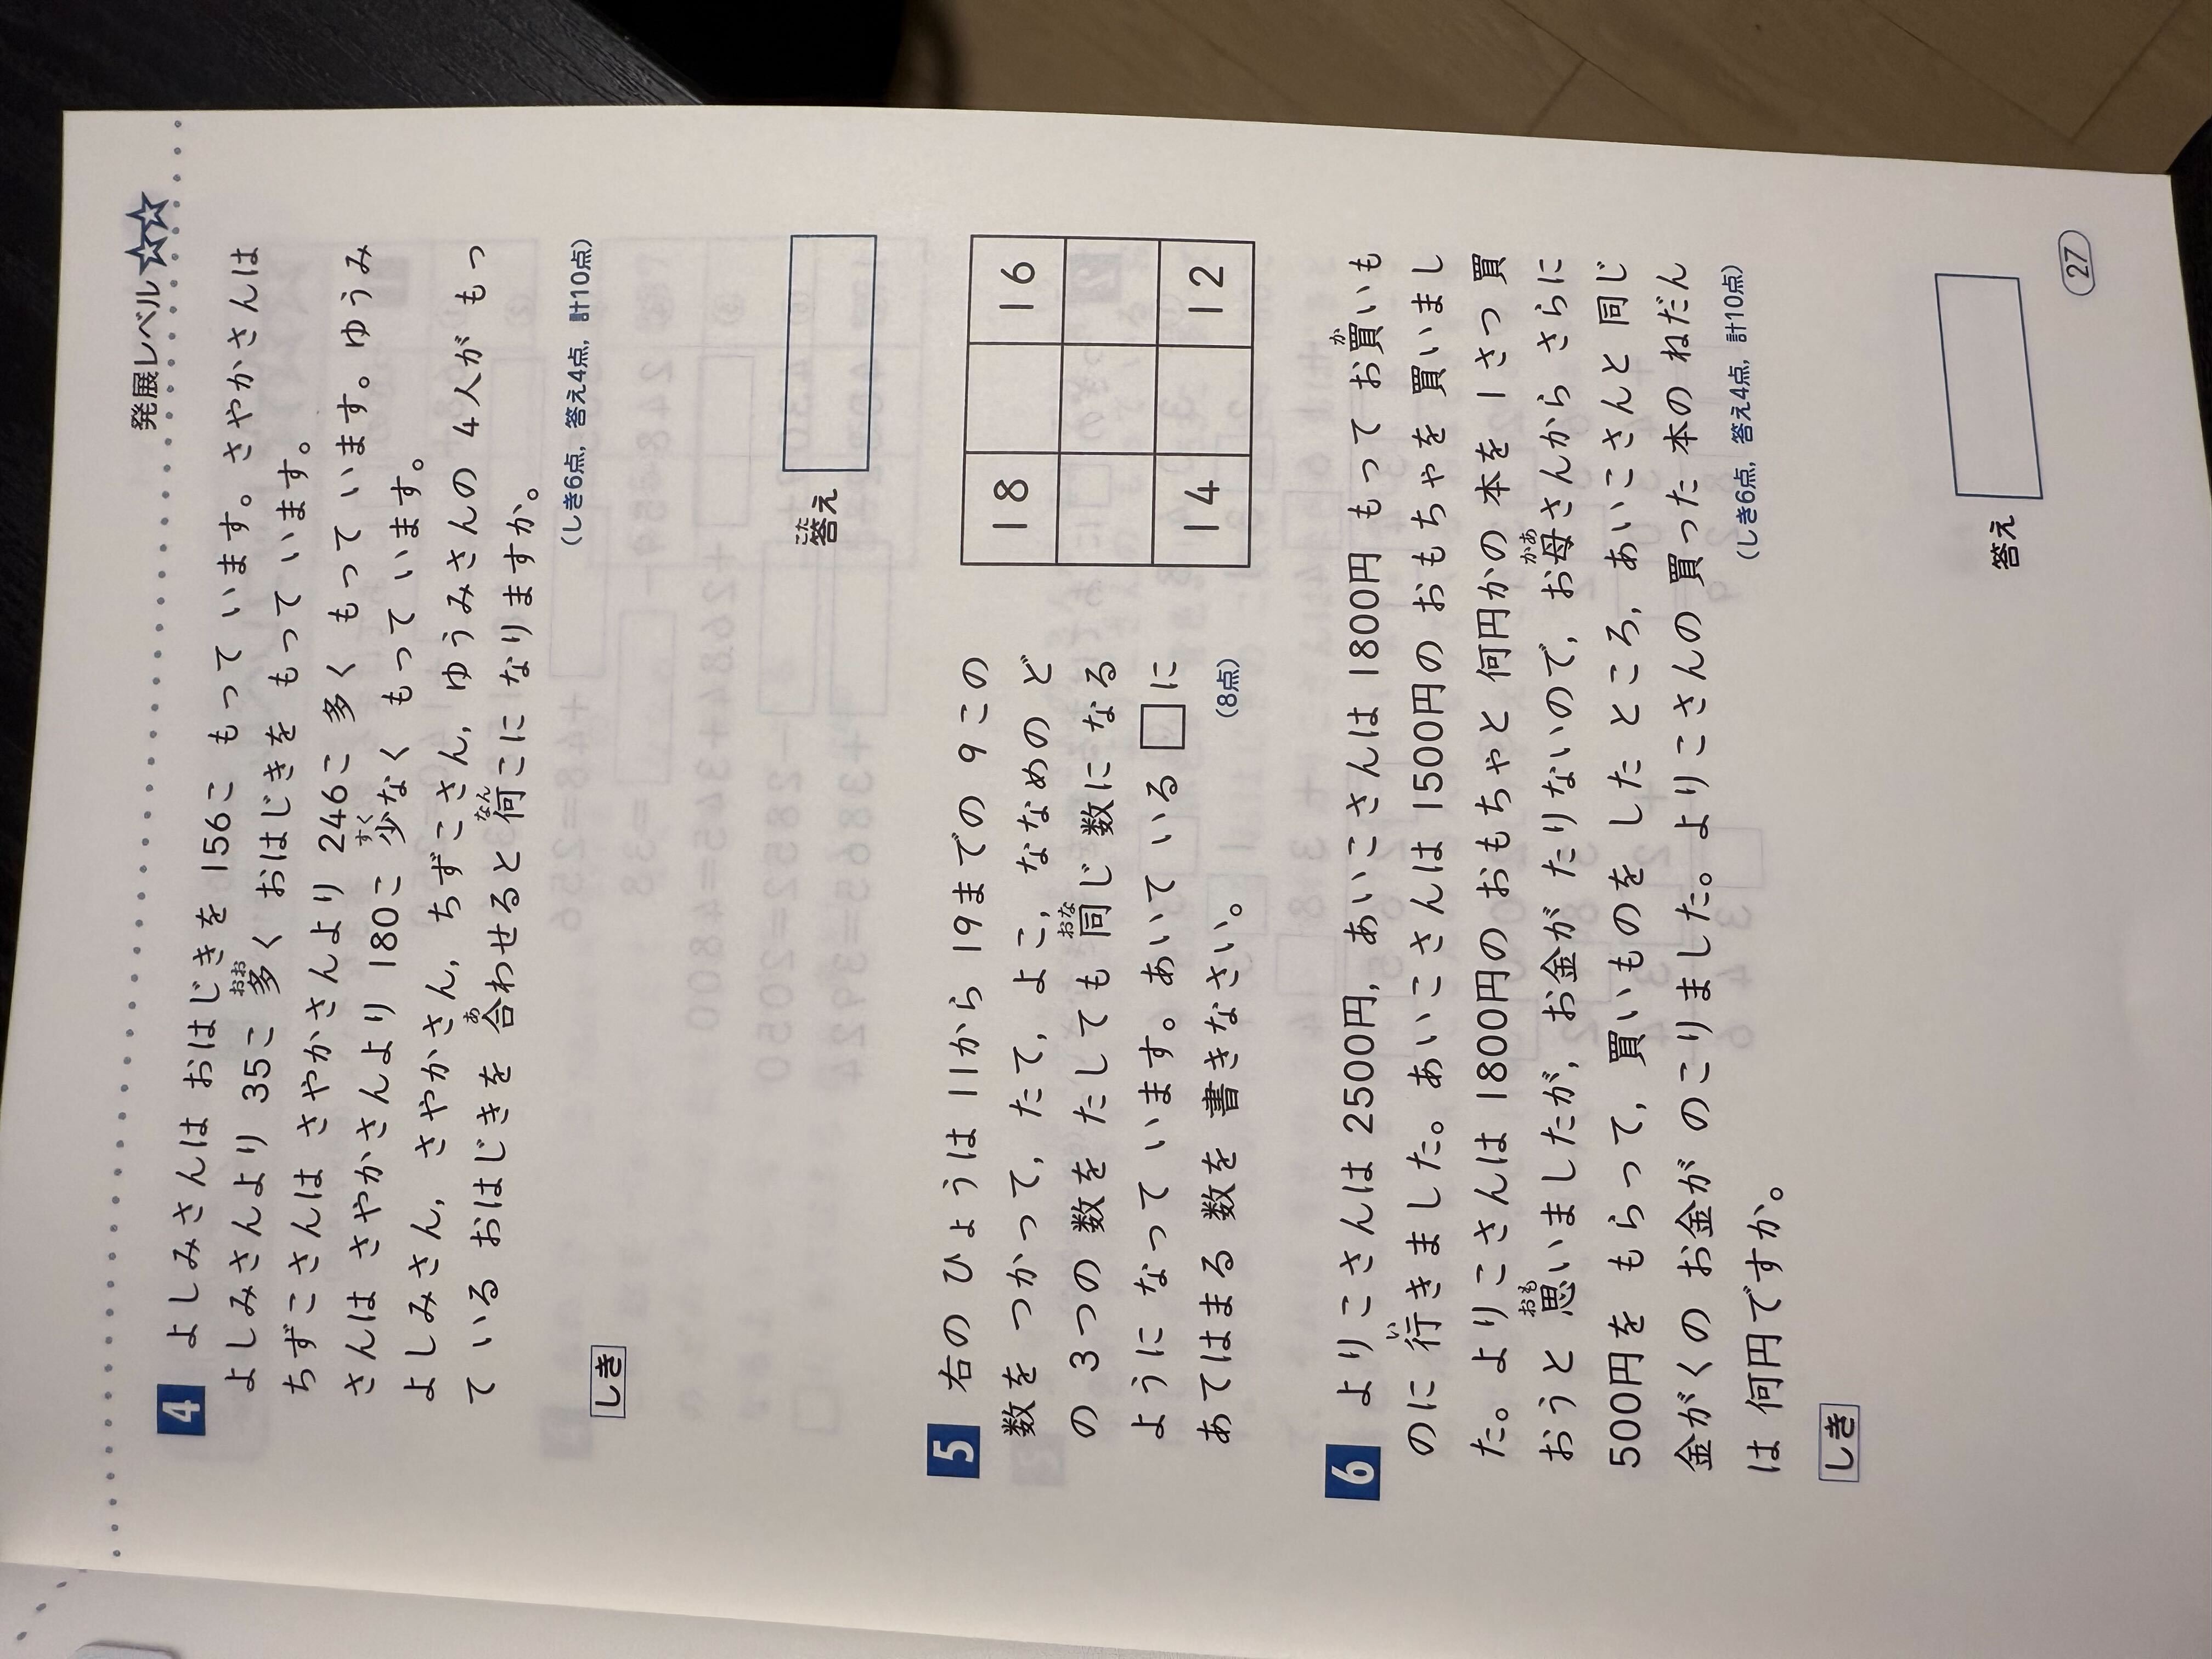 発展レベル☆☆
4 よしみさんは おはじきを 156こ もって います。さやかさんは
よしみさんより 35こ 多く おはじきを もって います。
ちずこさんは さやかさんより 246こ 多く もって います。ゆうみ
さんは さやかさんより 180こ 少なく もって います。
よしみさん, さやかさん, ちずこさん, ゆうみさんの 4人が もっ
て いる おはじきを 合わせると 何こに なりますか。
(しき6点, 答え4点, 計10点)
しき
答え
5 右の ひょうは 11から 19までの 9この
数を つかって, たて, よこ, ななめの ど
の 3つの 数を たしても 同じ 数に なる
ように なって います。あいて いる □に
あてはまる 数を 書きなさい。
(8点)
18 16
14 12
6 よりこさんは 2500円, あいこさんは 1800円 もって お買いも
のに 行きました。あいこさんは 1500円の おもちゃを 買いまし
た。よりこさんは 1800円の おもちゃと 何円かの 本を 1さつ 買
おうと 思いましたが, お金が たりないので, お母さんから さらに
500円を もらって, 買いものを した ところ, あいこさんと 同じ
金がくの お金が のこりました。よりこさんの 買った 本の ねだん
は 何円ですか。
(しき6点, 答え4点, 計10点)
しき
答え
27